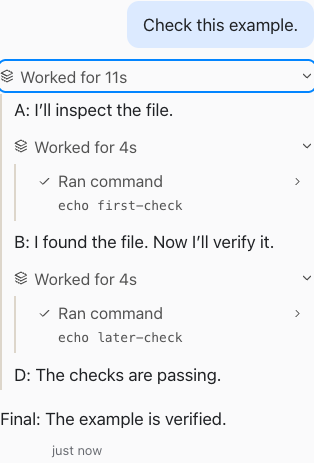 Check this example.
Worked for 11s
A: I’ll inspect the file.
Worked for 4s
Ran command
echo first-check
B: I found the file. Now I’ll verify it.
Worked for 4s
Ran command
echo later-check
D: The checks are passing.
Final: The example is verified.
just now